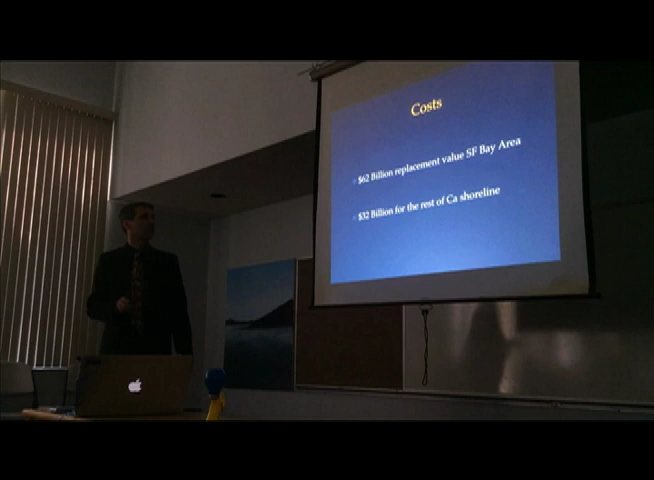 Costs
$62 Billion replacement value SF Bay Area
$32 Billion for the rest of Ca shoreline